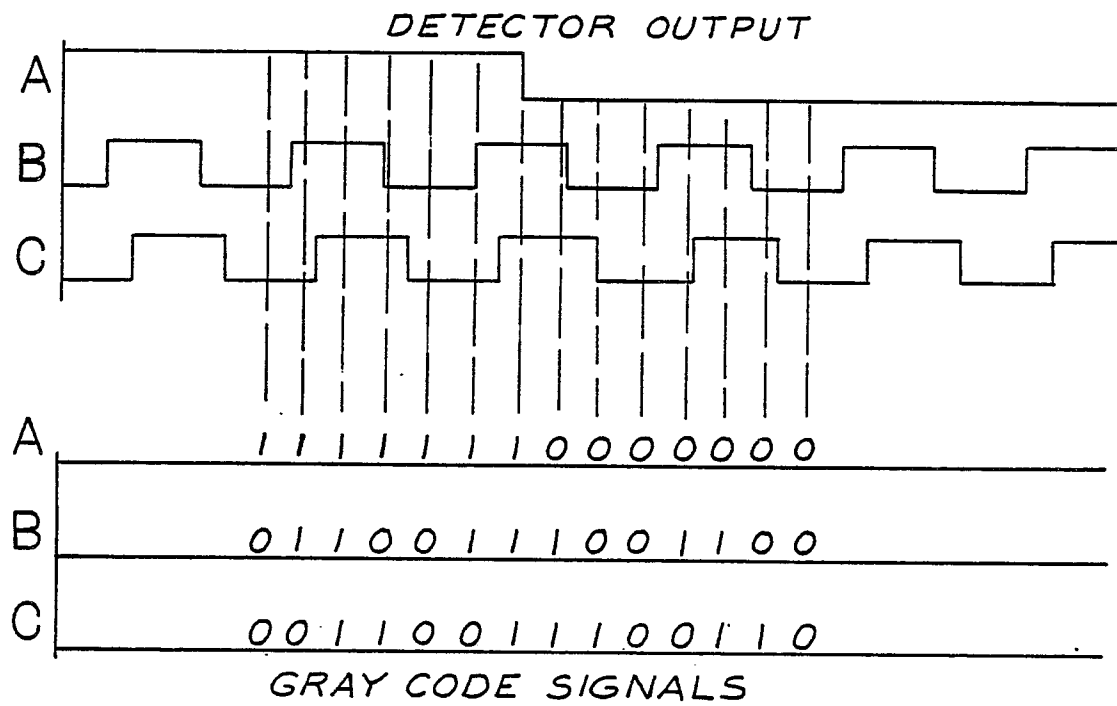 DETECTOR OUTPUT
A
B
C
A 1 1 1 1 1 1 1 0 0 0 0 0 0 0
B 0 1 1 0 0 1 1 1 0 0 1 1 0 0
C 0 0 1 1 0 0 1 1 1 0 0 1 1 0
GRAY CODE SIGNALS